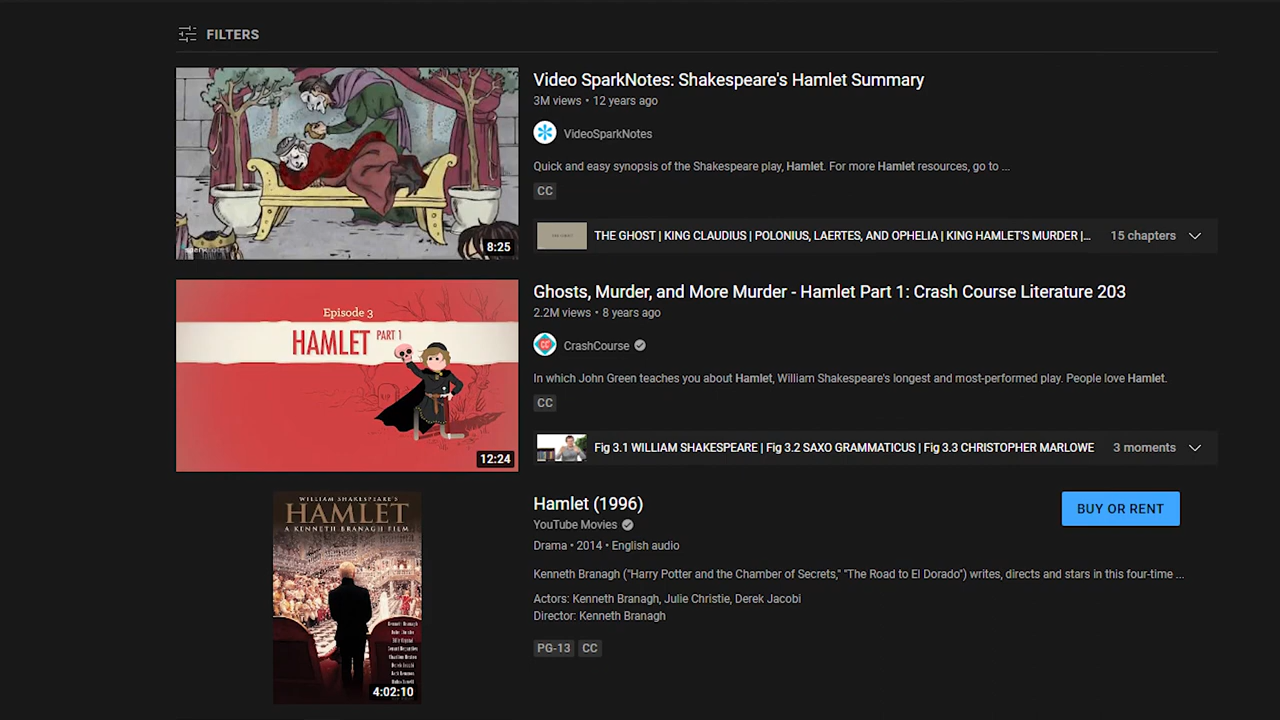 FILTERS
Video SparkNotes: Shakespeare's Hamlet Summary
3M views • 12 years ago
VideoSparkNotes
Quick and easy synopsis of the Shakespeare play, Hamlet. For more Hamlet resources, go to ...
CC
8:25
THE GHOST | KING CLAUDIUS | POLONIUS, LAERTES, AND OPHELIA | KING HAMLET'S MURDER |...
15 chapters
Episode 3
HAMLET PART 1
12:24
Ghosts, Murder, and More Murder - Hamlet Part 1: Crash Course Literature 203
2.2M views • 8 years ago
CC
CrashCourse
In which John Green teaches you about Hamlet, William Shakespeare's longest and most-performed play. People love Hamlet.
CC
Fig 3.1 WILLIAM SHAKESPEARE | Fig 3.2 SAXO GRAMMATICUS | Fig 3.3 CHRISTOPHER MARLOWE
3 moments
WILLIAM SHAKESPEARE'S
HAMLET
A KENNETH BRANAGH FILM
4:02:10
Hamlet (1996)
BUY OR RENT
YouTube Movies
Drama • 2014 • English audio
Kenneth Branagh ("Harry Potter and the Chamber of Secrets," "The Road to El Dorado") writes, directs and stars in this four-time ...
Actors: Kenneth Branagh, Julie Christie, Derek Jacobi
Director: Kenneth Branagh
PG-13 CC